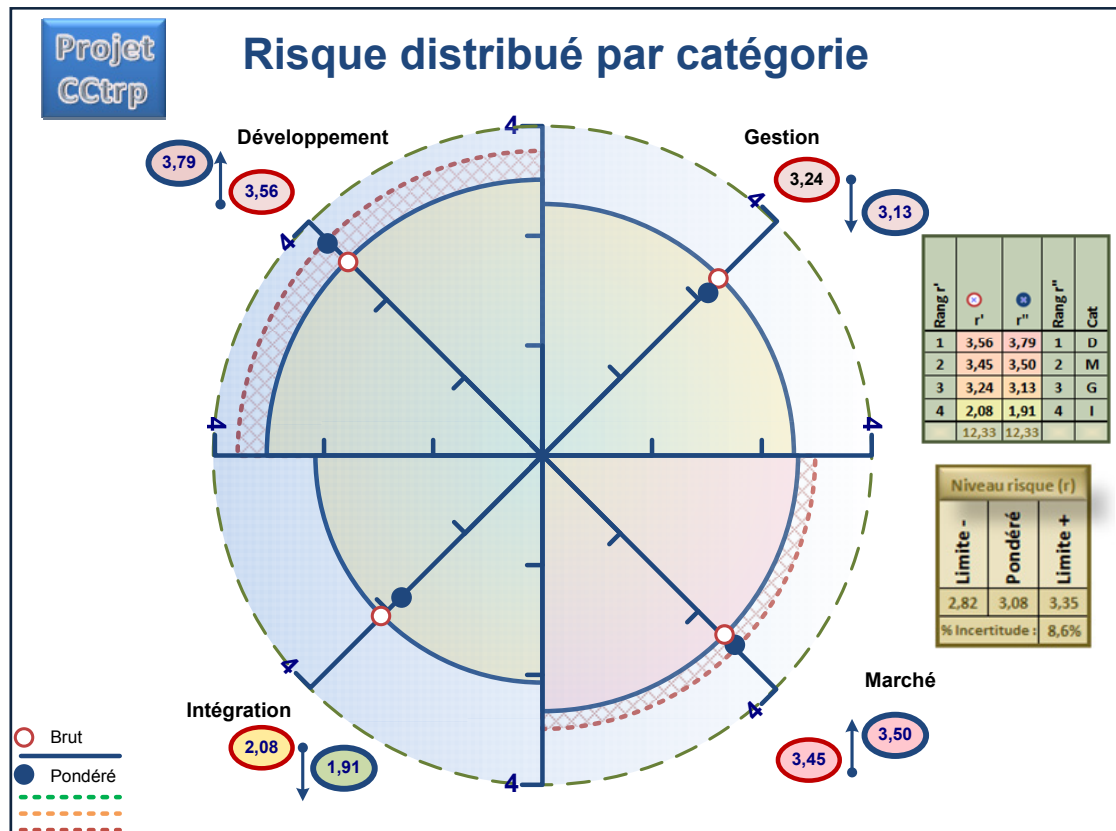 Projet
CCtrp
Risque distribué par catégorie
Développement
3,79
3,56
Gestion
3,24
3,13
4
4
4
4
4
4
4
4
Rang r'
r'
r"
Rang r"
Cat
1 3,56 3,79 1 D
2 3,45 3,50 2 M
3 3,24 3,13 3 G
4 2,08 1,91 4 I
12,33 12,33
Niveau risque (r)
Limite -
Pondéré
Limite +
2,82 3,08 3,35
% Incertitude : 8,6%
Marché
3,50
3,45
Intégration
2,08
1,91
Brut
Pondéré